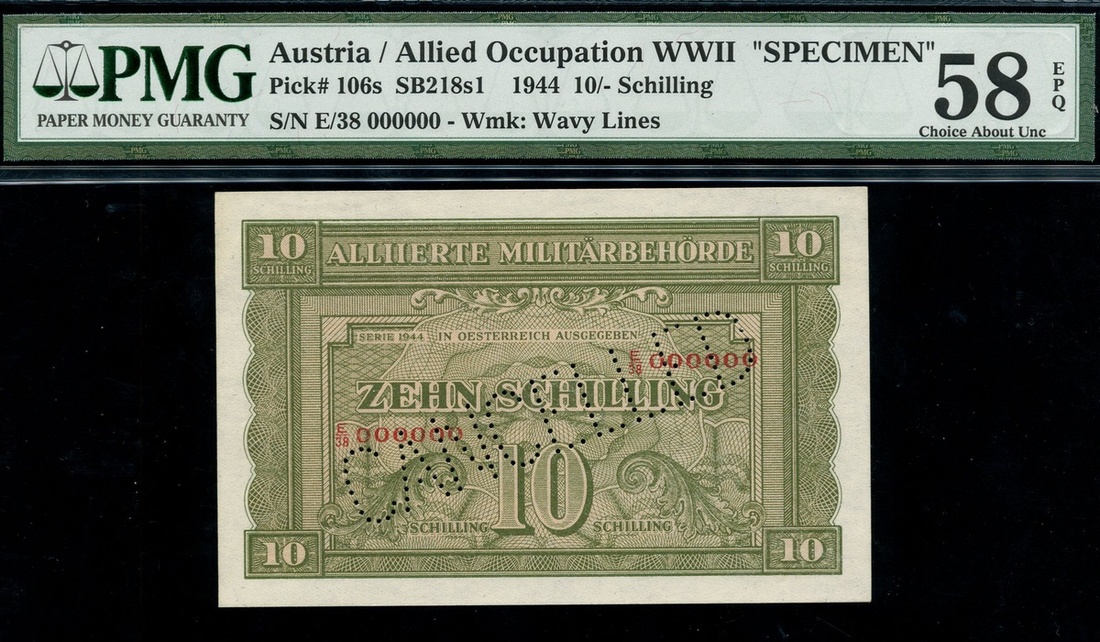 PMG
PAPER MONEY GUARANTY
Austria / Allied Occupation WWII "SPECIMEN"
Pick# 106s SB218s1 1944 10/- Schilling
S/N E/38 000000 - Wmk: Wavy Lines
58
EPQ
Choice About Unc
10 SCHILLING
ALLIIERTE MILITÄRBEHÖRDE
10 SCHILLING
SERIE 1944 IN OESTERREICH AUSGEGEBEN
E/38 000000
ZEHN SCHILLING
E/38 000000
CANCELLED
10
SCHILLING SCHILLING
10 10